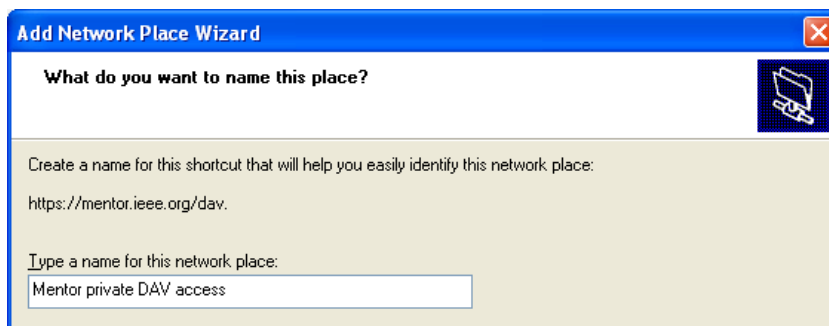 Add Network Place Wizard
What do you want to name this place?
Create a name for this shortcut that will help you easily identify this network place:
https://mentor.ieee.org/dav.
Type a name for this network place:
Mentor private DAV access